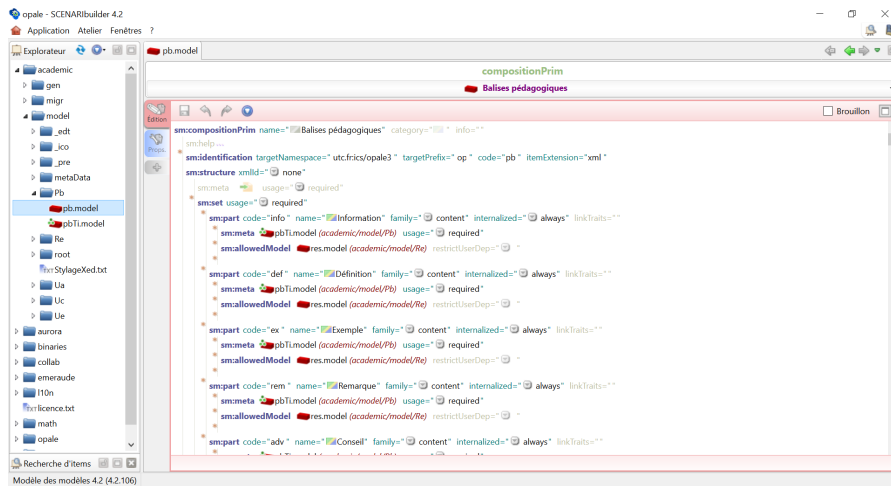 opale - SCENARIbuilder 4.2
Application Atelier Fenêtres ?
Explorateur
pb.model
academic
gen
migr
model
_edt
_ico
_pre
metaData
Pb
pb.model
pbTi.model
Re
root
StylageXed.txt
Ua
Uc
Ue
aurora
binaries
collab
emeraude
l10n
licence.txt
math
opale
Recherche d'items
Modèle des modèles 4.2 (4.2.106)
compositionPrim
Balises pédagogiques
Édition
Props.
Brouillon
sm:compositionPrim name="Balises pédagogiques" category="" info=""
sm:help ...
sm:identification targetNamespace="utc.fr:ics/opale3" targetPrefix="op" code="pb" itemExtension="xml"
sm:structure xmlId=" none"
sm:meta usage=" required"
sm:set usage=" required"
sm:part code="info" name="Information" family=" content" internalized=" always" linkTraits=""
sm:meta pbTi.model (academic/model/Pb) usage=" required"
sm:allowedModel res.model (academic/model/Re) restrictUserDep=" "
sm:part code="def" name="Définition" family=" content" internalized=" always" linkTraits=""
sm:meta pbTi.model (academic/model/Pb) usage=" required"
sm:allowedModel res.model (academic/model/Re) restrictUserDep=" "
sm:part code="ex" name="Exemple" family=" content" internalized=" always" linkTraits=""
sm:meta pbTi.model (academic/model/Pb) usage=" required"
sm:allowedModel res.model (academic/model/Re) restrictUserDep=" "
sm:part code="rem" name="Remarque" family=" content" internalized=" always" linkTraits=""
sm:meta pbTi.model (academic/model/Pb) usage=" required"
sm:allowedModel res.model (academic/model/Re) restrictUserDep=" "
sm:part code="adv" name="Conseil" family=" content" internalized=" always" linkTraits=""